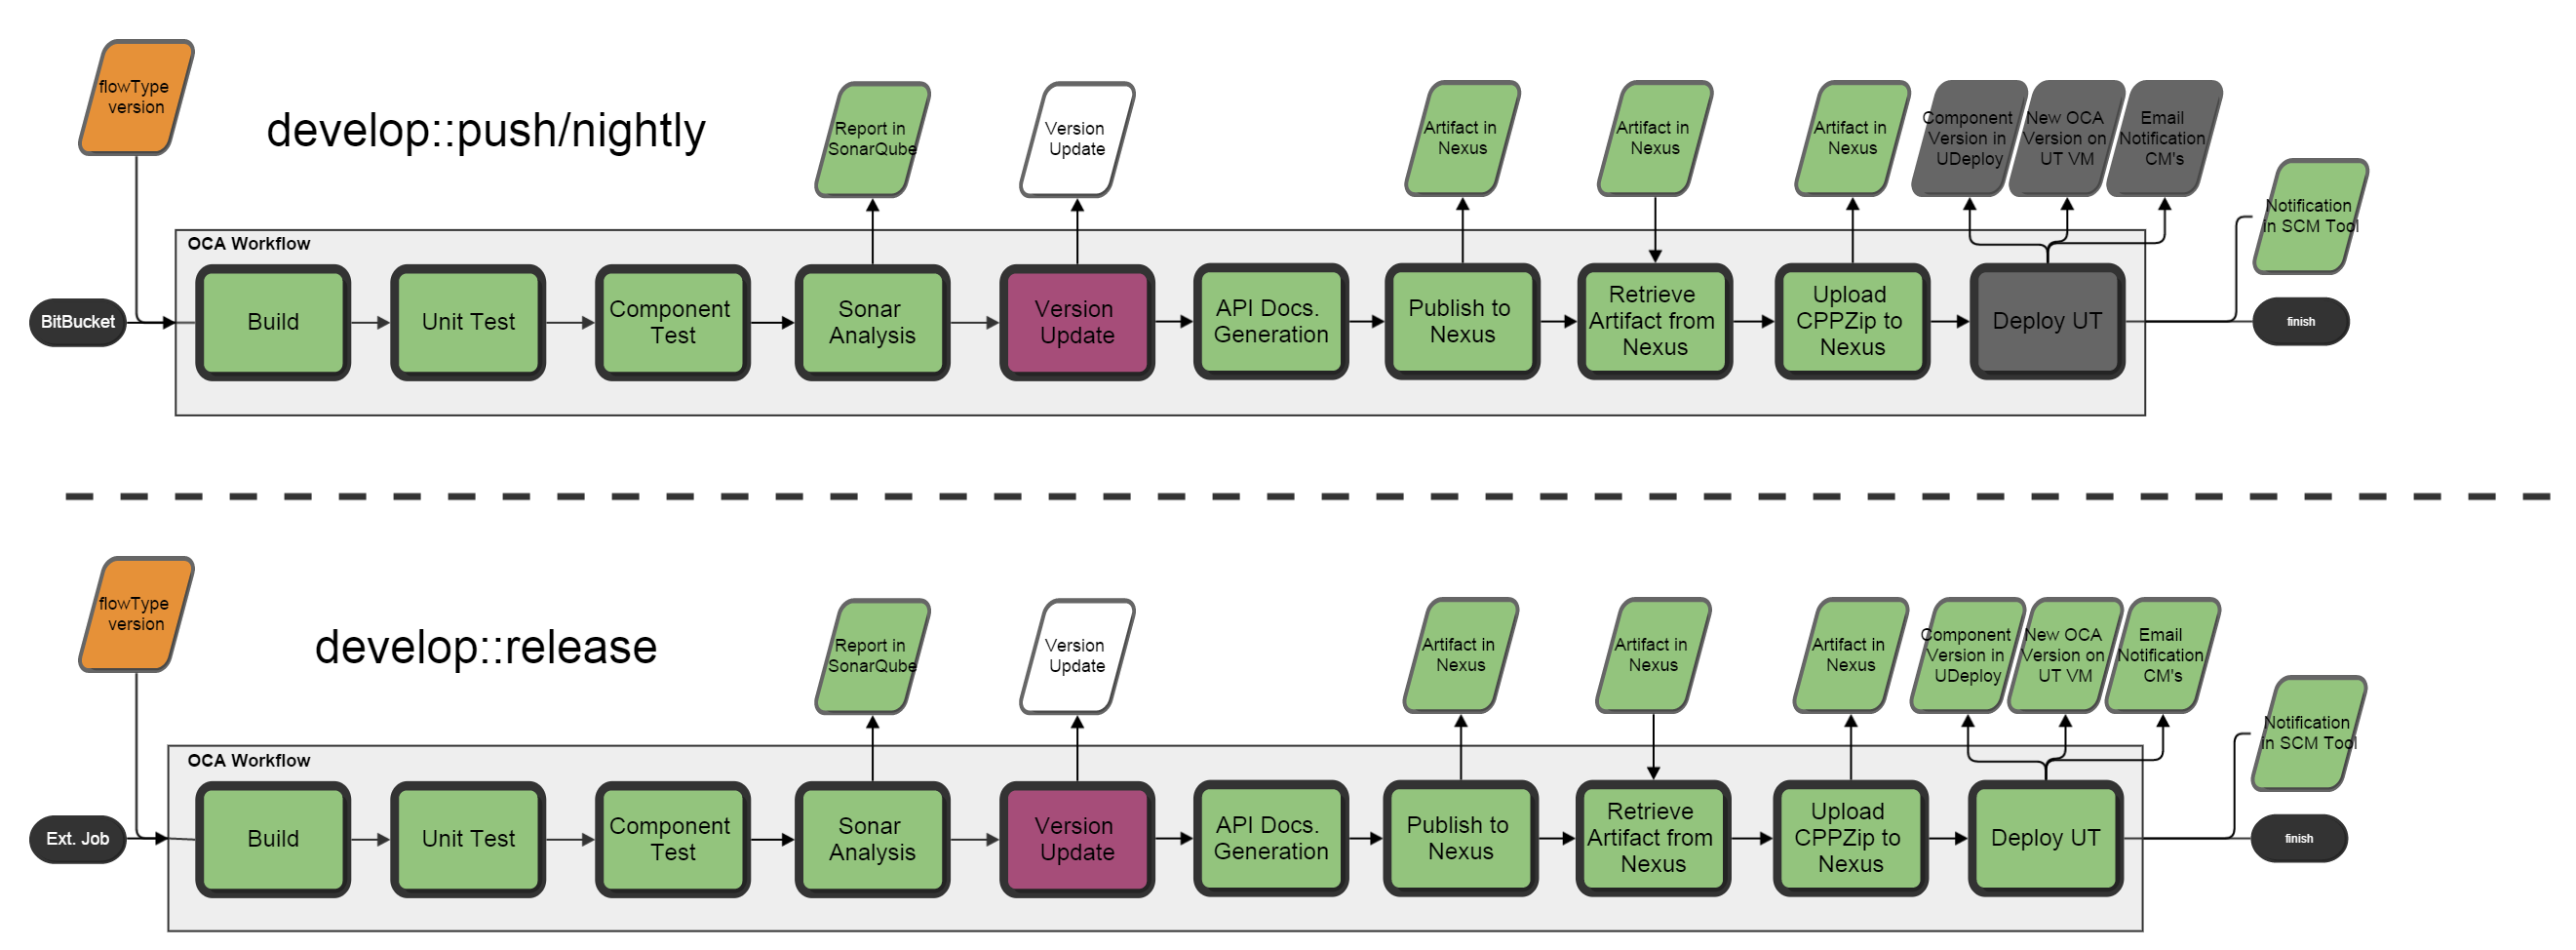 flowType
version
develop::push/nightly
Report in
SonarQube
Version
Update
Artifact in
Nexus
Artifact in
Nexus
Artifact in
Nexus
Component
Version in
UDeploy
New OCA
Version on
UT VM
Email
Notification
CM's
Notification
in SCM Tool
OCA Workflow
BitBucket
Build
Unit Test
Component
Test
Sonar
Analysis
Version
Update
API Docs.
Generation
Publish to
Nexus
Retrieve
Artifact from
Nexus
Upload
CPPZip to
Nexus
Deploy UT
finish
flowType
version
develop::release
Report in
SonarQube
Version
Update
Artifact in
Nexus
Artifact in
Nexus
Artifact in
Nexus
Component
Version in
UDeploy
New OCA
Version on
UT VM
Email
Notification
CM's
Notification
in SCM Tool
OCA Workflow
Ext. Job
Build
Unit Test
Component
Test
Sonar
Analysis
Version
Update
API Docs.
Generation
Publish to
Nexus
Retrieve
Artifact from
Nexus
Upload
CPPZip to
Nexus
Deploy UT
finish